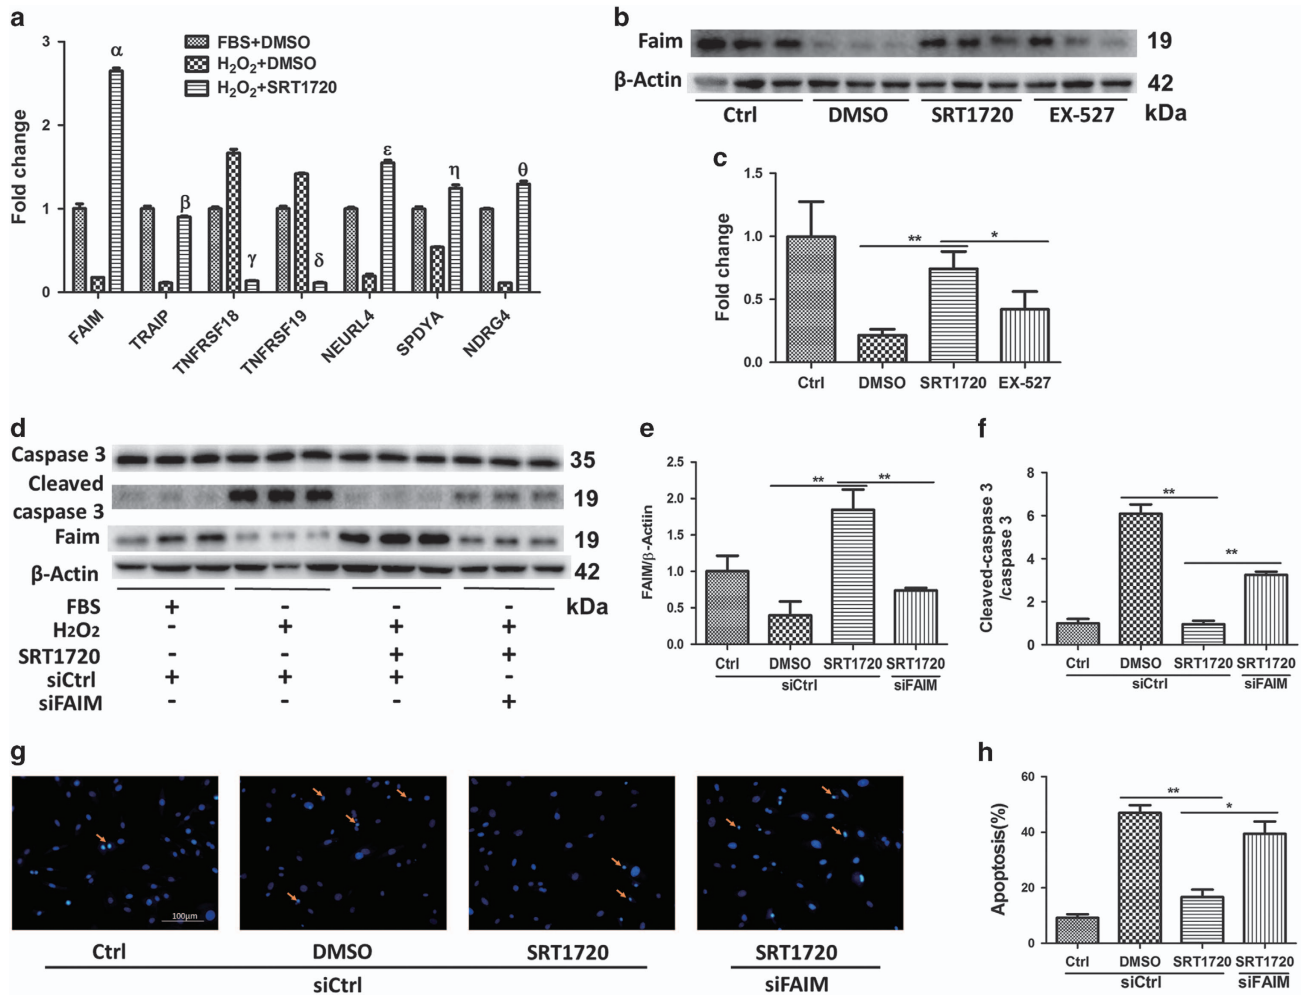 a
3
2
1
0
Fold change
FBS+DMSO
H2O2+DMSO
H2O2+SRT1720
α
β
γ
δ
ε
η
θ
FAIM
TRAIP
TNFRSF18
TNFRSF19
NEURL4
SPDYA
NDRG4
b
Faim
19
β-Actin
42
Ctrl DMSO SRT1720 EX-527 kDa
c
1.5
1.0
0.5
0.0
Fold change
** *
Ctrl DMSO SRT1720 EX-527
d
Caspase 3
35
Cleaved
caspase 3
19
Faim
19
β-Actin
42
kDa
FBS + - - -
H2O2 - + + +
SRT1720 - - + +
siCtrl + + + -
siFAIM - - - +
e
2.5
2.0
1.5
1.0
0.5
0.0
FAIM/β-Actiin
** **
Ctrl DMSO SRT1720 SRT1720
siCtrl siFAIM
f
8
6
4
2
0
Cleaved-caspase 3
/caspase 3
**
**
Ctrl DMSO SRT1720 SRT1720
siCtrl siFAIM
g
100μm
Ctrl DMSO SRT1720 SRT1720
siCtrl siFAIM
h
60
40
20
0
Apoptosis(%)
**
*
Ctrl DMSO SRT1720 SRT1720
siCtrl siFAIM